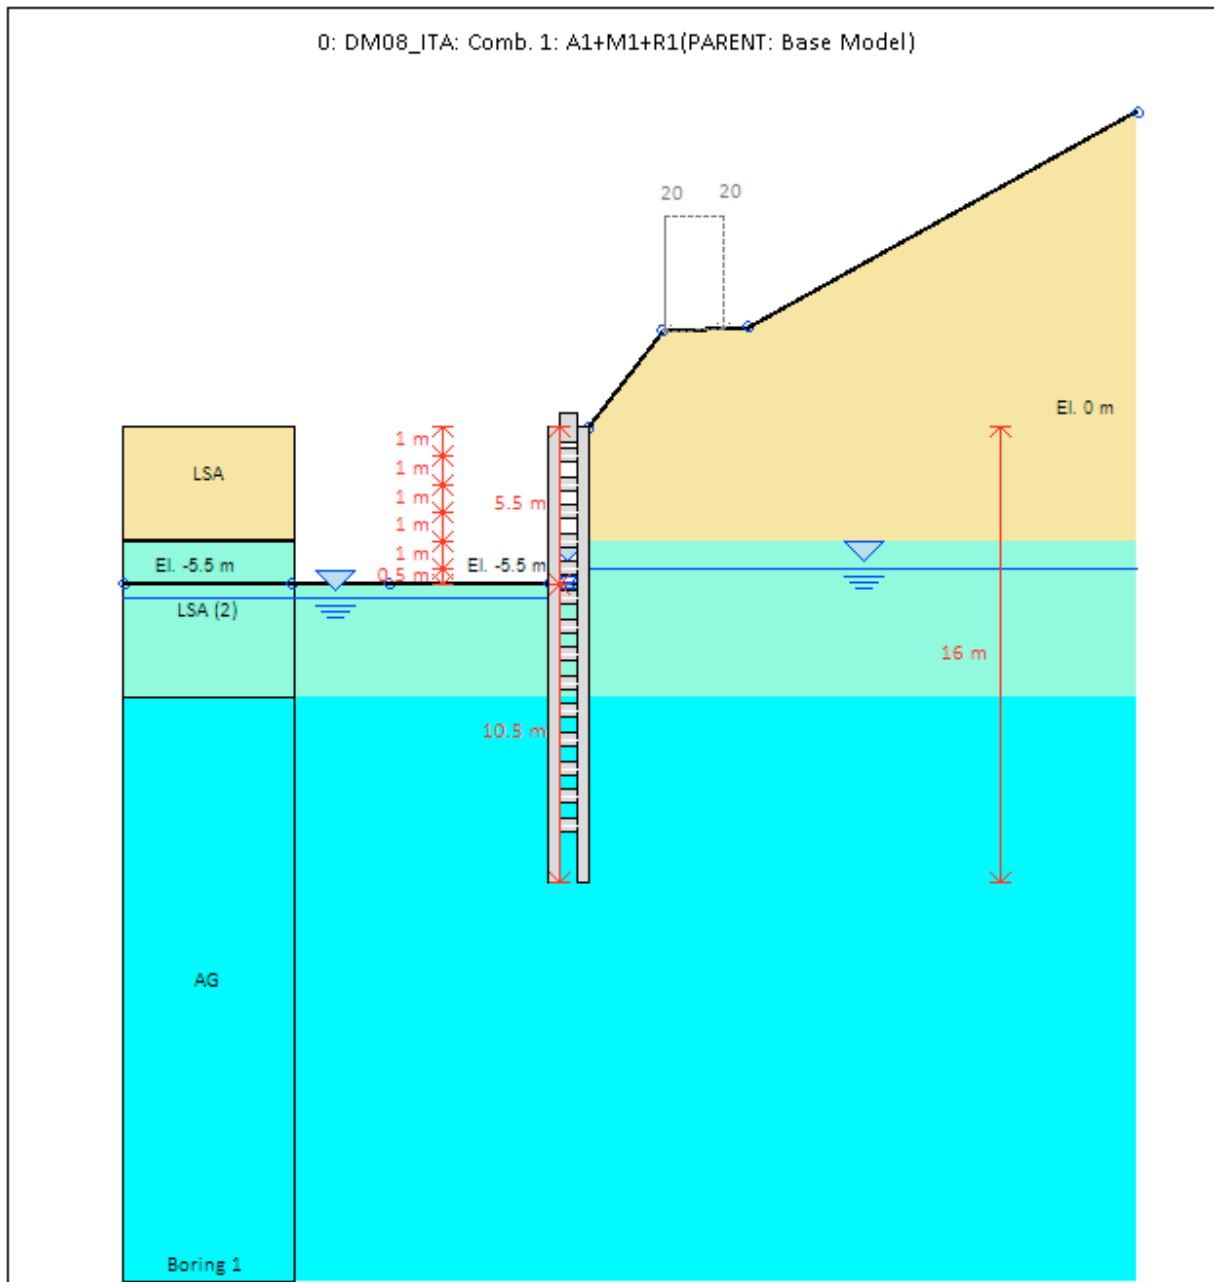 0: DM08_ITA: Comb. 1: A1+M1+R1(PARENT: Base Model)
20 20
El. 0 m
1 m
LSA
1 m
1 m
5.5 m
1 m
1 m
El. -5.5 m
El. -5.5 m
0.5 m
LSA (2)
16 m
10.5 m
AG
Boring 1